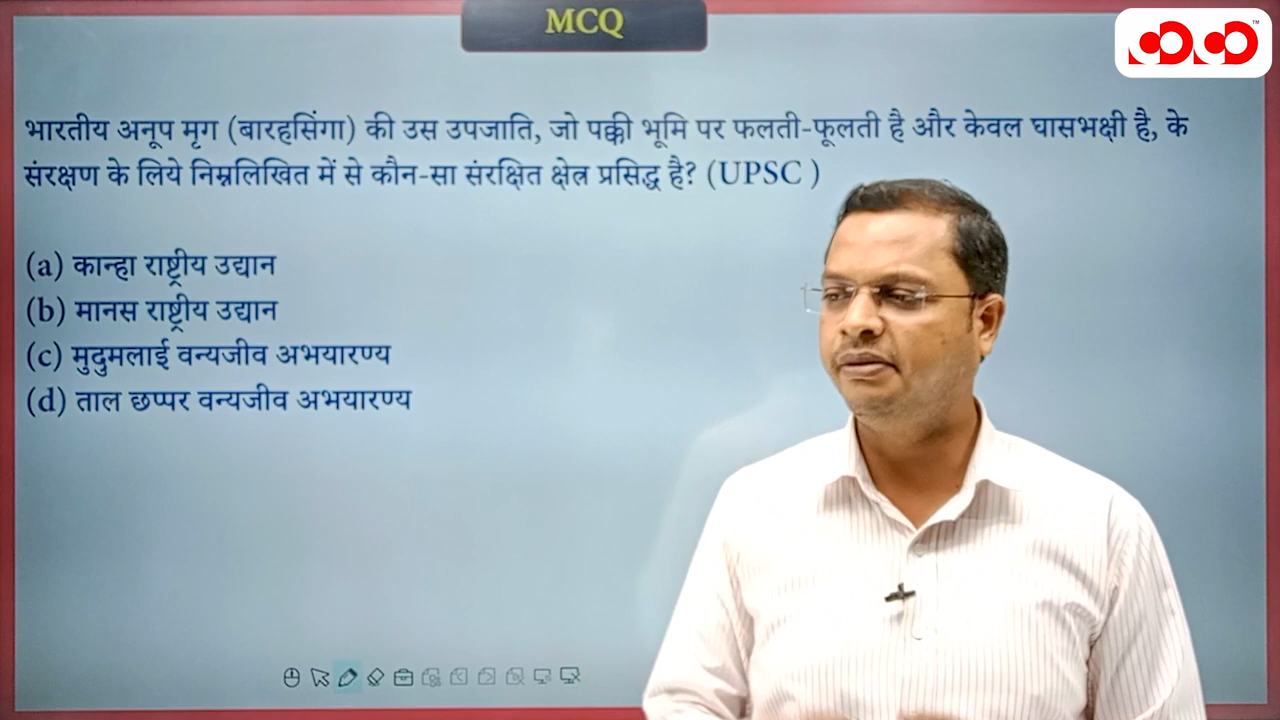 MCQ
भारतीय अनूप मृग (बारहसिंगा) की उस उपजाति, जो पक्की भूमि पर फलती-फूलती है और केवल घासभक्षी है, के
संरक्षण के लिये निम्नलिखित में से कौन-सा संरक्षित क्षेत्र प्रसिद्ध है? (UPSC )
(a) कान्हा राष्ट्रीय उद्यान
(b) मानस राष्ट्रीय उद्यान
(c) मुदुमलाई वन्यजीव अभयारण्य
(d) ताल छप्पर वन्यजीव अभयारण्य
TM